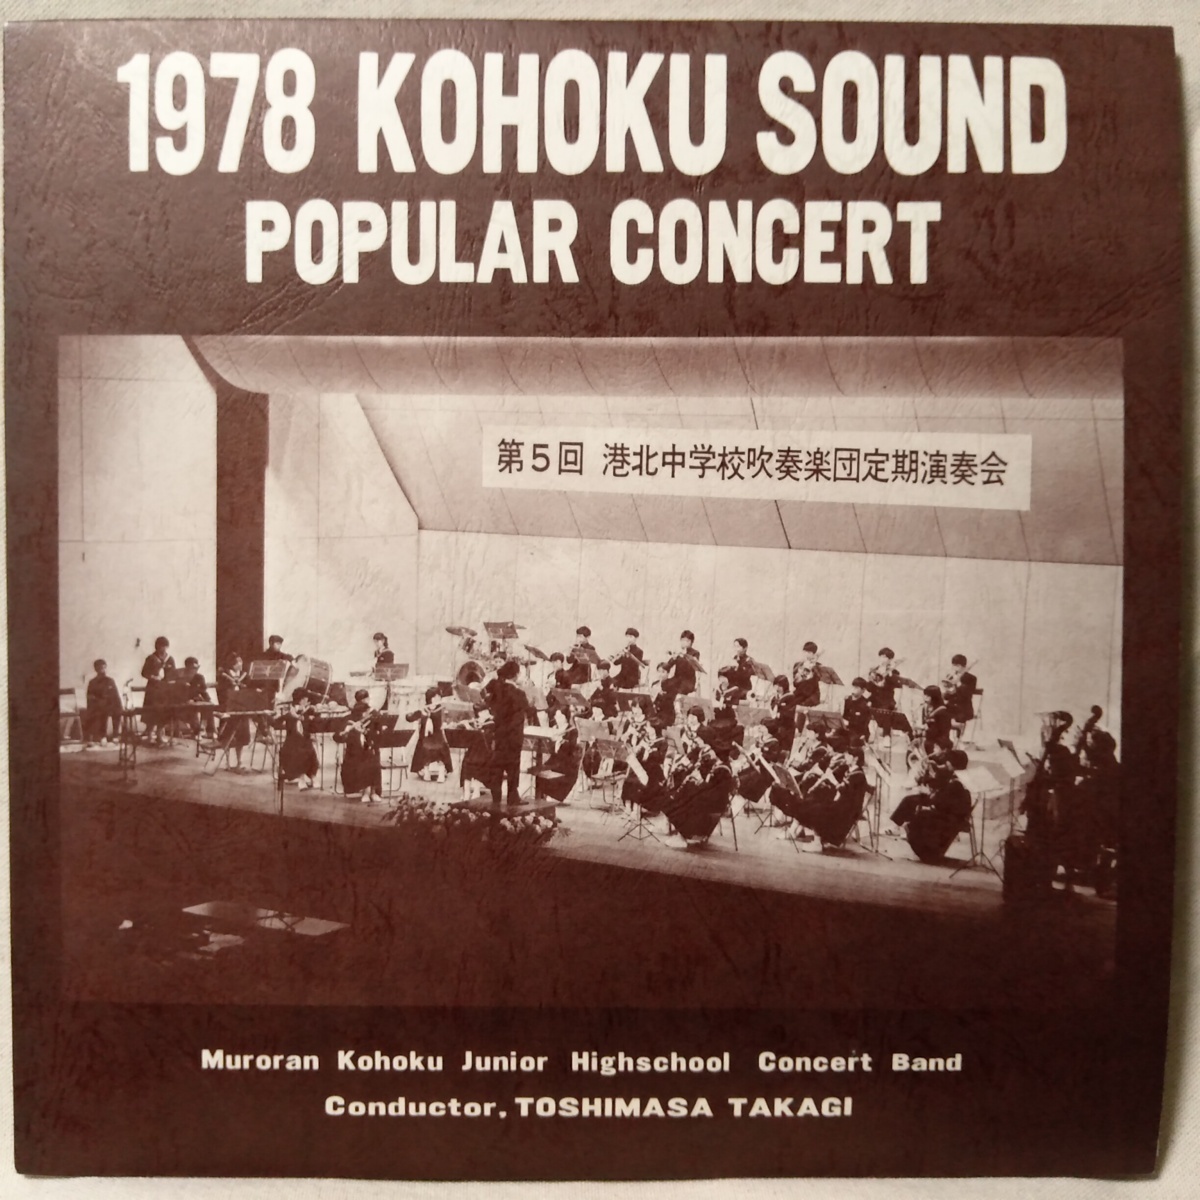 1978 KOHOKU SOUND
POPULAR CONCERT
第5回 港北中学校吹奏楽団定期演奏会
Muroran Kohoku Junior Highschool Concert Band
Conductor, TOSHIMASA TAKAGI